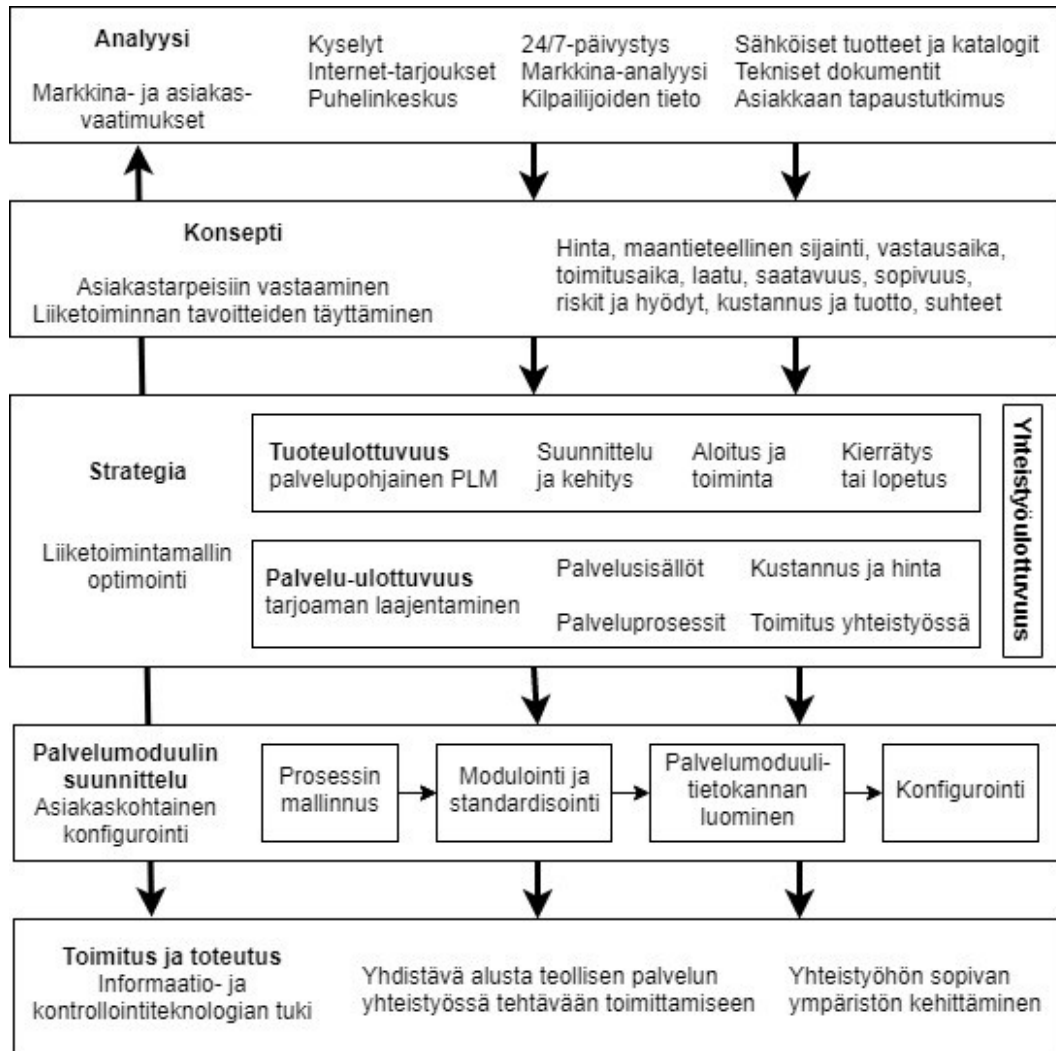 Analyysi
Markkina- ja asiakas-
vaatimukset
Kyselyt
Internet-tarjoukset
Puhelinkeskus
24/7-päivystys
Markkina-analyysi
Kilpailijoiden tieto
Sähköiset tuotteet ja katalogit
Tekniset dokumentit
Asiakkaan tapaustutkimus
Konsepti
Asiakastarpeisiin vastaaminen
Liiketoiminnan tavoitteiden täyttäminen
Hinta, maantieteellinen sijainti, vastausaika,
toimitusaika, laatu, saatavuus, sopivuus,
riskit ja hyödyt, kustannus ja tuotto, suhteet
Strategia
Liiketoimintamallin
optimointi
Tuoteulottuvuus
palvelupohjainen PLM
Suunnittelu
ja kehitys
Aloitus ja
toiminta
Kierrätys
tai lopetus
Palvelu-ulottuvuus
tarjoaman laajentaminen
Palvelusisällöt
Kustannus ja hinta
Palveluprosessit
Toimitus yhteistyössä
Yhteistyöulottuvuus
Palvelumoduulin
suunnittelu
Asiakaskohtainen
konfigurointi
Prosessin
mallinnus
Modulointi ja
standardisointi
Palvelumoduuli-
tietokannan
luominen
Konfigurointi
Toimitus ja toteutus
Informaatio- ja
kontrollointiteknologian tuki
Yhdistävä alusta teollisen palvelun
yhteistyössä tehtävään toimittamiseen
Yhteistyöhön sopivan
ympäristön kehittäminen